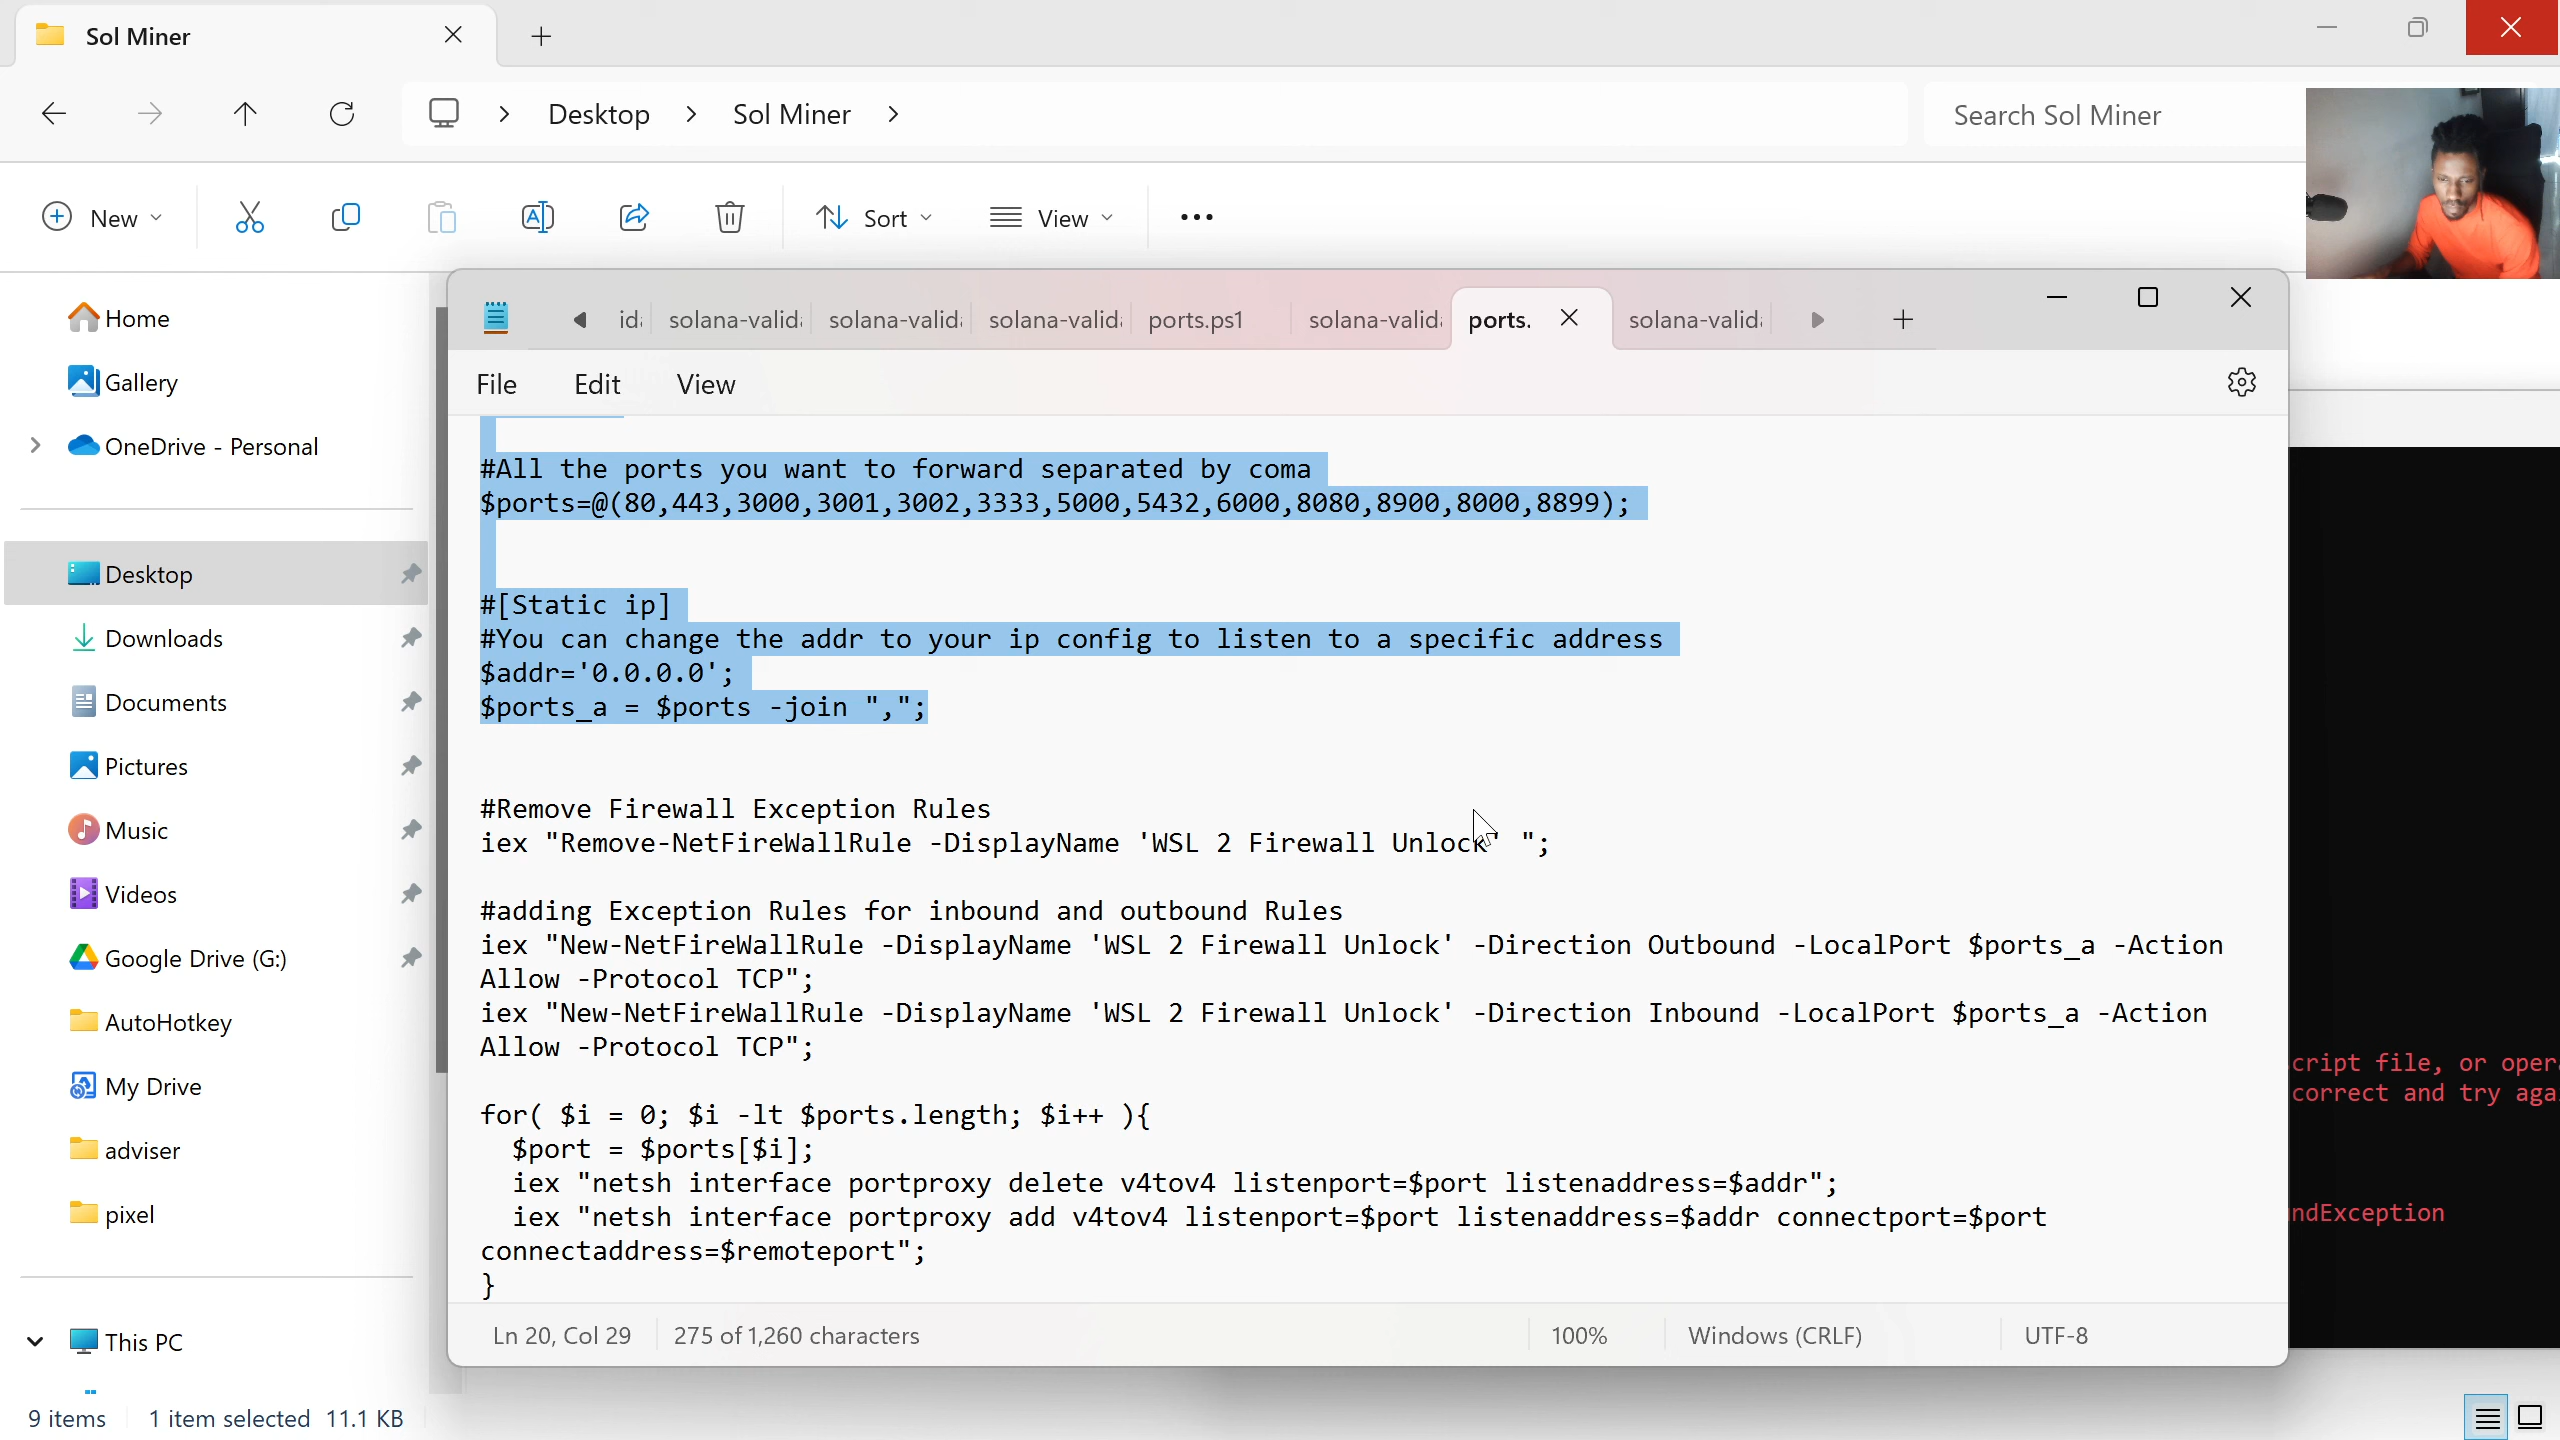 Sol Miner
Desktop
Sol Miner
Search Sol Miner
New
Sort
View
Home
Gallery
OneDrive - Personal
Desktop
Downloads
Documents
Pictures
Music
Videos
Google Drive (G:)
AutoHotkey
My Drive
adviser
pixel
This PC
9 items
1 item selected 11.1 KB
solana-valid
solana-valid
solana-valid
ports.ps1
solana-valid
ports.
solana-valid
File
Edit
View
#All the ports you want to forward separated by coma
$ports=@(80,443,3000,3001,3002,3333,5000,5432,6000,8080,8900,8000,8899);
#[Static ip]
#You can change the addr to your ip config to listen to a specific address
$addr='0.0.0.0';
$ports_a = $ports -join ",";
#Remove Firewall Exception Rules
iex "Remove-NetFireWallRule -DisplayName 'WSL 2 Firewall Unlock' ";
#adding Exception Rules for inbound and outbound Rules
iex "New-NetFireWallRule -DisplayName 'WSL 2 Firewall Unlock' -Direction Outbound -LocalPort $ports_a -Action
Allow -Protocol TCP";
iex "New-NetFireWallRule -DisplayName 'WSL 2 Firewall Unlock' -Direction Inbound -LocalPort $ports_a -Action
Allow -Protocol TCP";
for( $i = 0; $i -lt $ports.length; $i++ ){
$port = $ports[$i];
iex "netsh interface portproxy delete v4tov4 listenport=$port listenaddress=$addr";
iex "netsh interface portproxy add v4tov4 listenport=$port listenaddress=$addr connectport=$port
connectaddress=$remoteport";
}
Ln 20, Col 29
275 of 1,260 characters
100%
Windows (CRLF)
UTF-8
cript file, or oper
correct and try aga
ndException